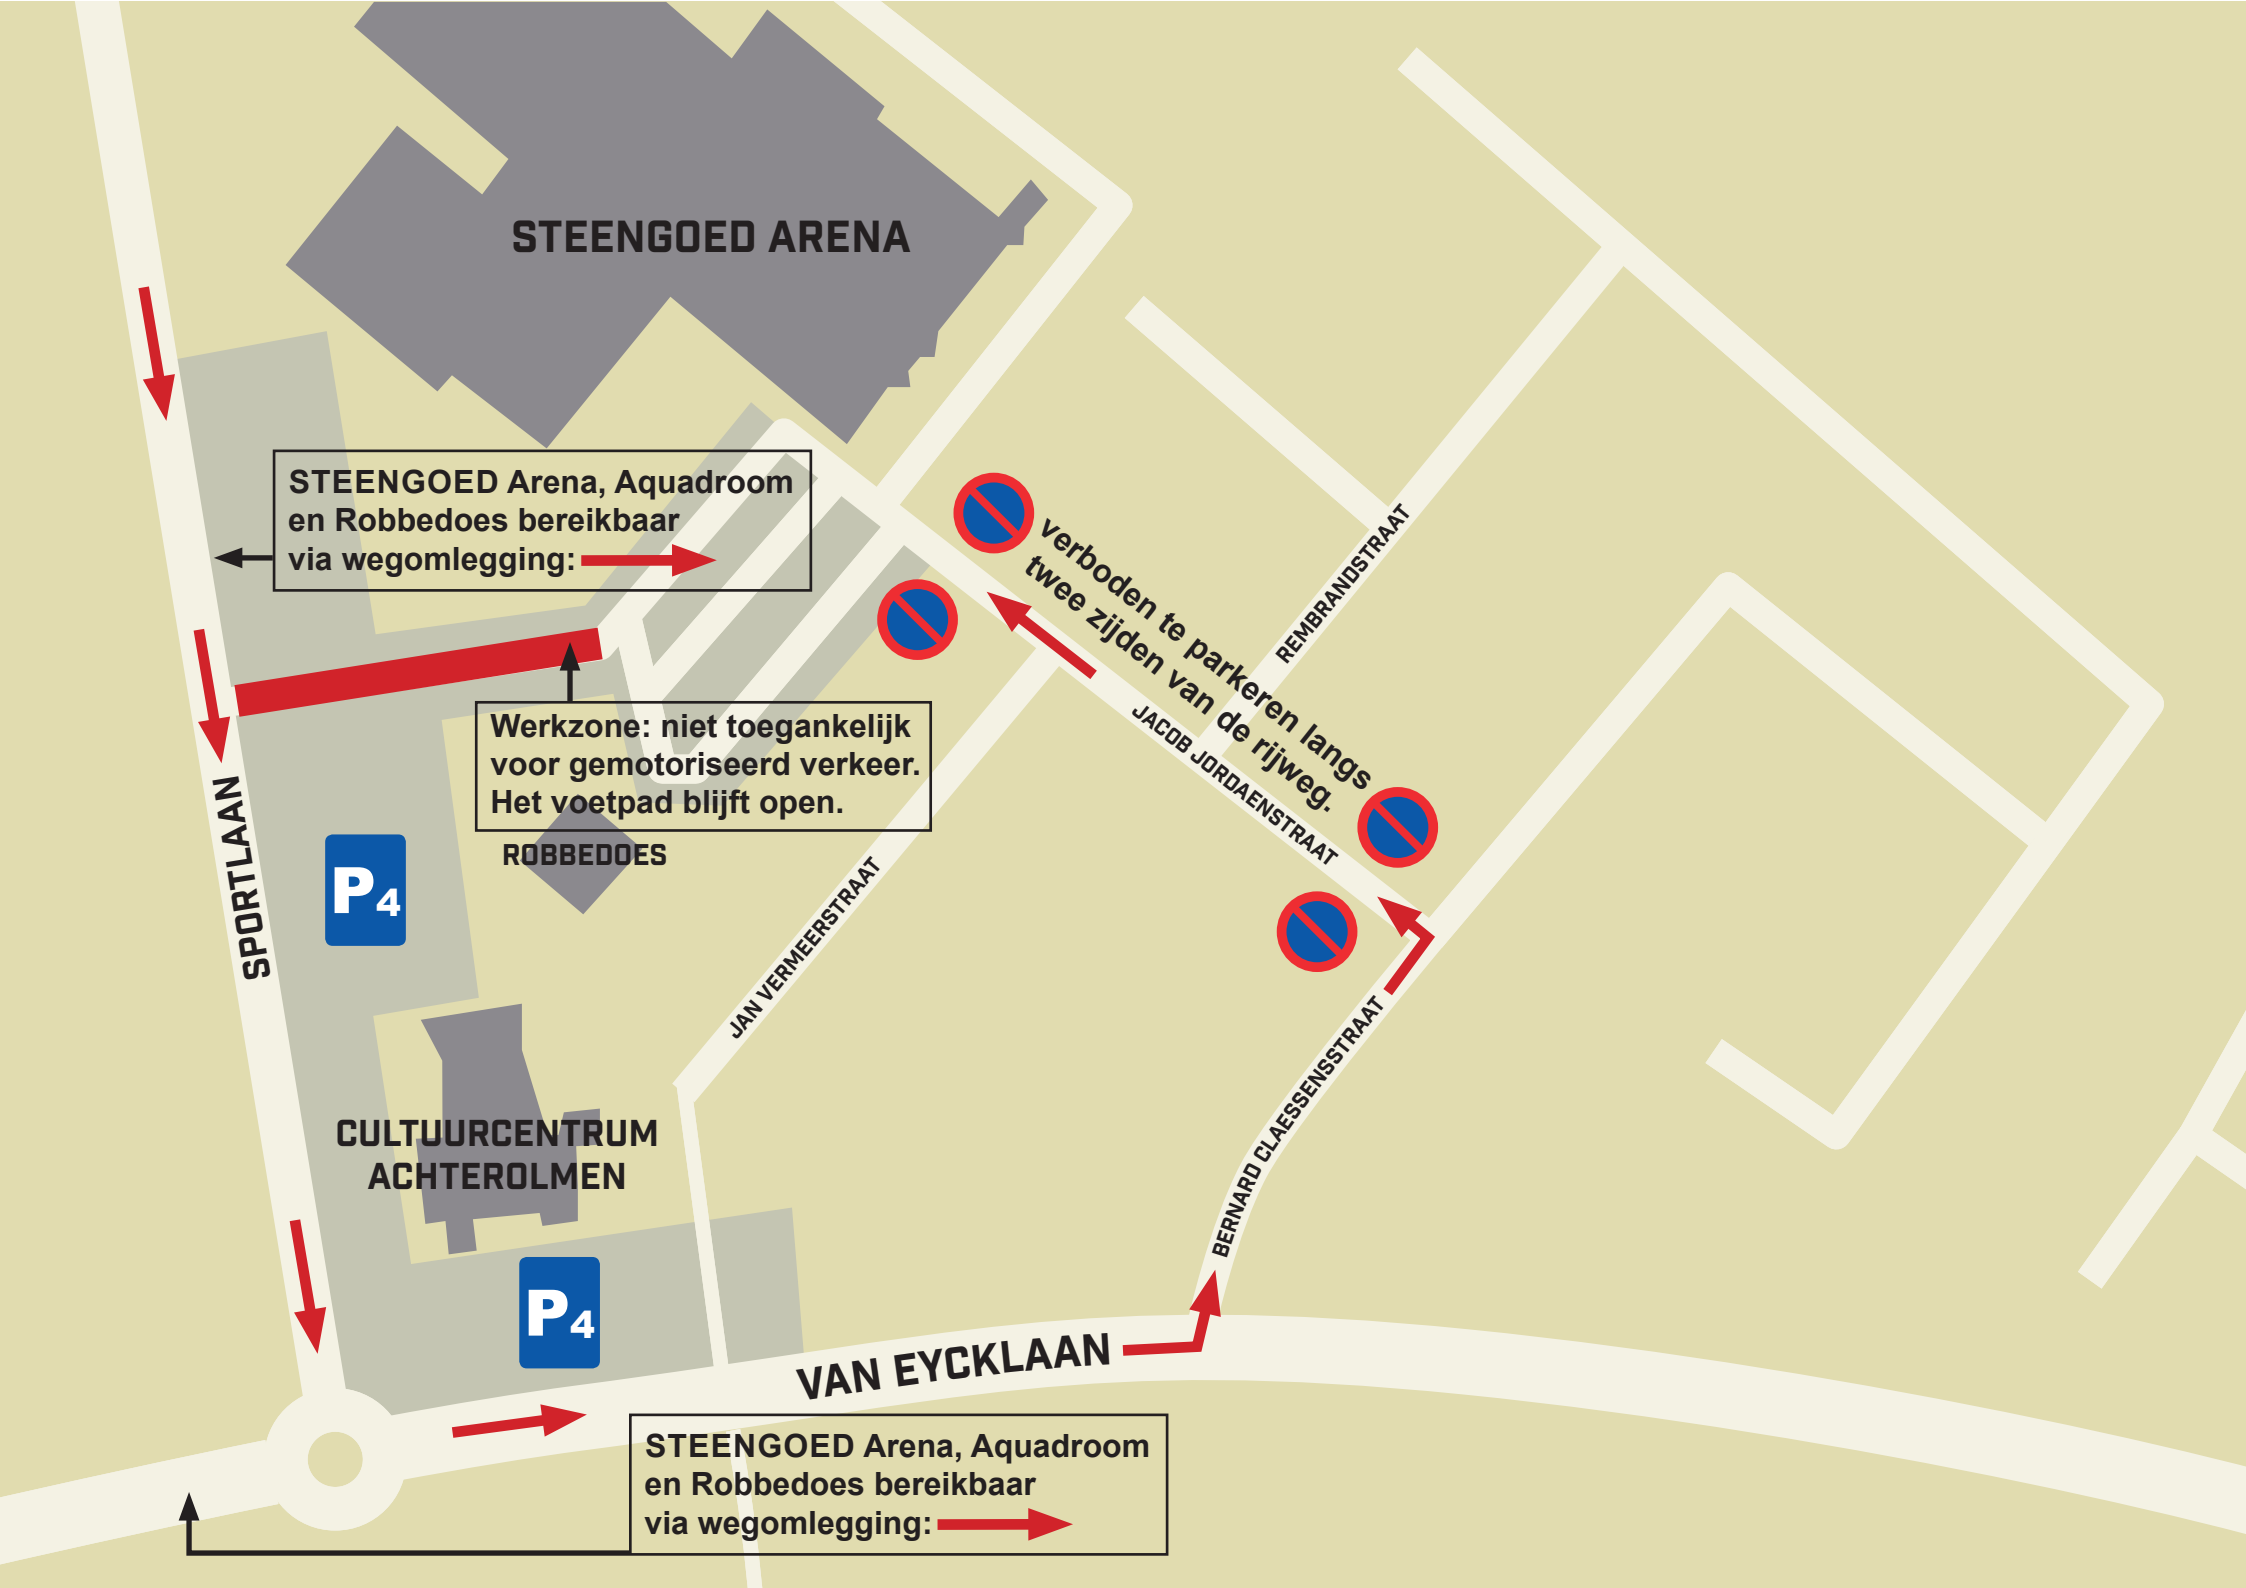 STEENGOED ARENA
STEENGOED Arena, Aquadroom
en Robbedoes bereikbaar
via wegomlegging:
verboden te parkeren langs
twee zijden van de rijweg.
REMBRANDSTRAAT
JACOB JORDAENSTRAAT
Werkzone: niet toegankelijk
voor gemotoriseerd verkeer.
Het voetpad blijft open.
ROBBEDOES
SPORTLAAN
P4
JAN VERMEERSTRAAT
BERNARD CLAESSENSSTRAAT
CULTUURCENTRUM
ACHTEROLMEN
P4
VAN EYCKLAAN
STEENGOED Arena, Aquadroom
en Robbedoes bereikbaar
via wegomlegging: